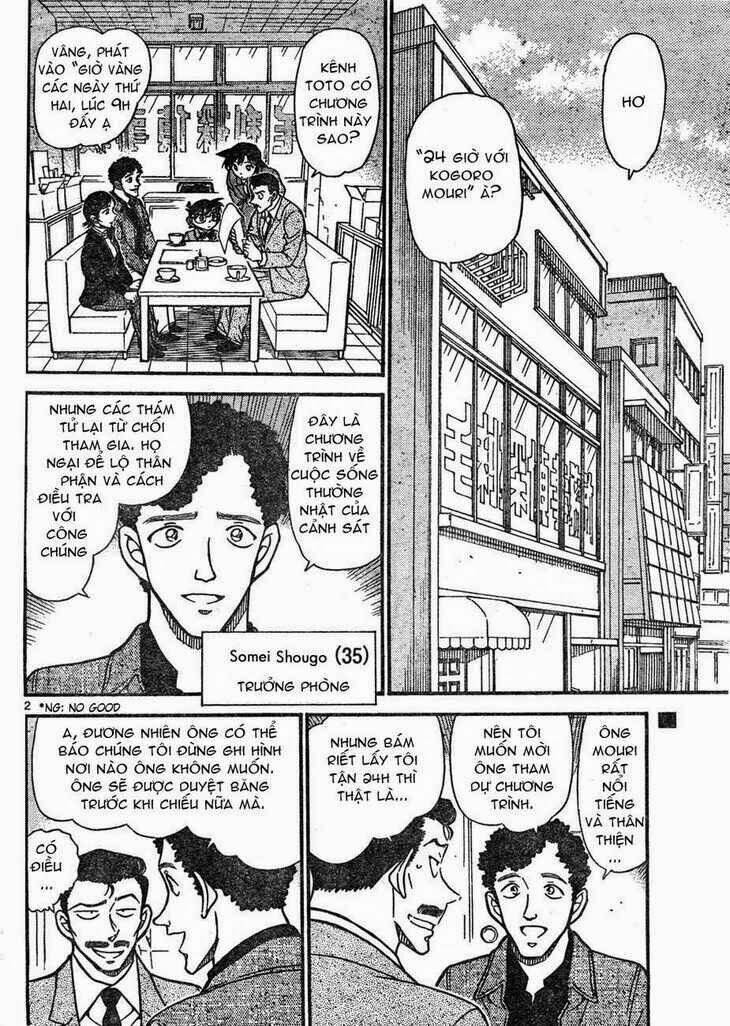 HƠ
"24 GIỜ VỚI
KOGORO
MOURI" À?
KÊNH
TOTO CÓ
CHƯƠNG
TRÌNH NÀY
SAO?
VÂNG, PHÁT
VÀO "GIỜ VÀNG
CÁC NGÀY THỨ
HAI, LÚC 9H
ĐẤY Ạ
ĐÂY LÀ
CHƯƠNG
TRÌNH VỀ
CUỘC SỐNG
THƯỜNG
NHẬT CỦA
CẢNH SÁT
NHƯNG CÁC THÁM
TỬ LẠI TỪ CHỐI
THAM GIA. HỌ
NGẠI ĐỂ LỘ THÂN
PHẬN VÀ CÁCH
ĐIỀU TRA
VỚI
CÔNG
CHÚNG
Somei Shougo (35)
TRƯỞNG PHÒNG
2 *NG: NO GOOD
ÔNG
MOURI
RẤT
NỔI
TIẾNG
VÀ THÂN
THIỆN
NÊN TÔI
MUỐN MỜI
ÔNG THAM
DỰ CHƯƠNG
TRÌNH.
NHƯNG BÁM
RIẾT LẤY TÔI
TẬN 24H THÌ
THẬT LÀ...
A, ĐƯƠNG NHIÊN ÔNG CÓ THỂ
BẢO CHÚNG TÔI ĐỪNG GHI HÌNH
NƠI NÀO ÔNG KHÔNG MUỐN.
ÔNG SẼ ĐƯỢC DUYỆT BĂNG
TRƯỚC KHI CHIẾU NỮA MÀ.
CÓ
ĐIỀU
...